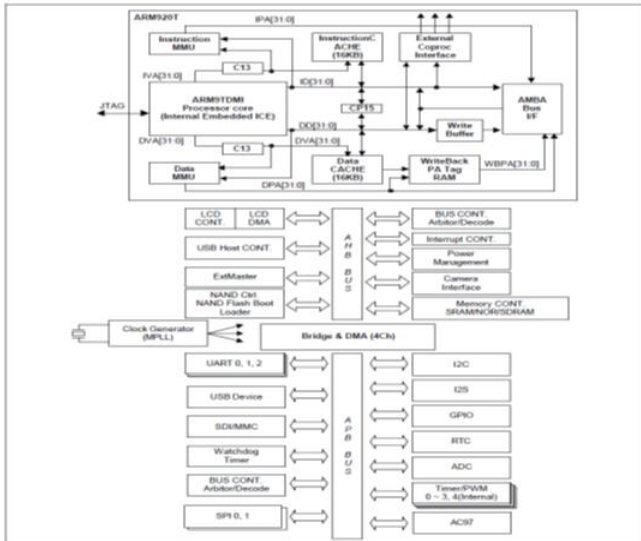 ARM920T
IPA[31:0]
Instruction
MMU
C13
InstructionC
ACHE
(16KB)
External
Coproc
Interface
IVA[31:0]
ID[31:0]
JTAG
ARM9TDMI
Processor core
(Internal Embedded ICE)
CP15
AMBA
Bus
I/F
DD[31:0]
Write
Buffer
DVA[31:0]
C13
DVA[31:0]
Data
MMU
Data
CACHE
(16KB)
WriteBack
PA Tag
RAM
WBPA[31:0]
DPA[31:0]
LCD
CONT.
LCD
DMA
USB Host CONT.
ExtMaster
NAND Ctrl.
NAND Flash Boot
Loader
AHB BUS
BUS CONT.
Arbitor/Decode
Interrupt CONT.
Power
Management
Camera
Interface
Memory CONT.
SRAM/NOR/SDRAM
Clock Generator
(MPLL)
Bridge & DMA (4Ch)
UART 0, 1, 2
USB Device
SDI/MMC
Watchdog
Timer
BUS CONT.
Arbitor/Decode
SPI 0, 1
APB BUS
I2C
I2S
GPIO
RTC
ADC
Timer/PWM
0 ~ 3, 4(Internal)
AC97